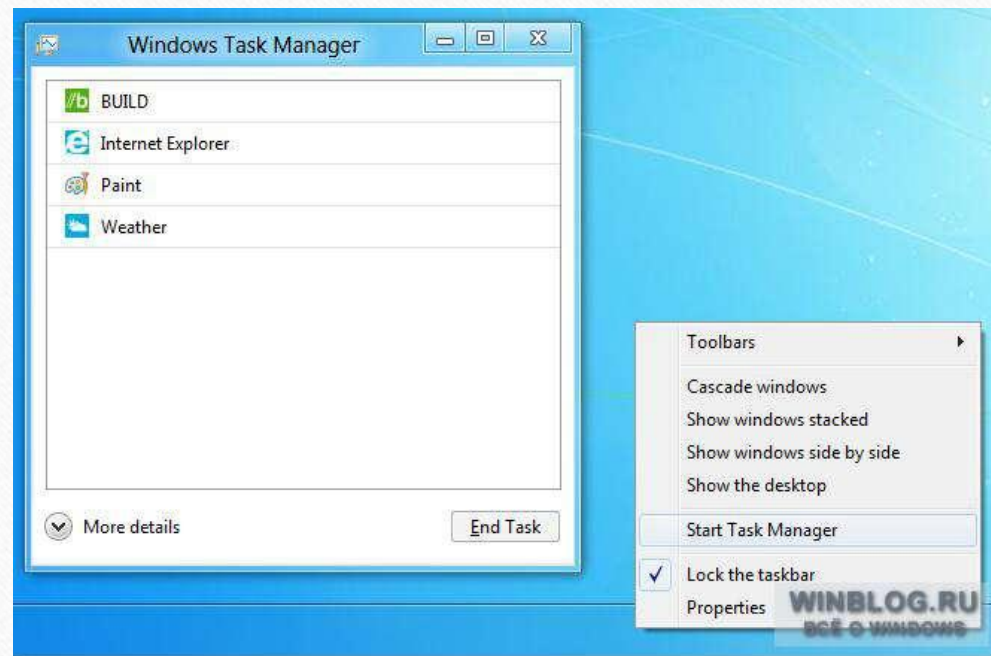 Windows Task Manager
BUILD
Internet Explorer
Paint
Weather
More details
End Task
Toolbars
Cascade windows
Show windows stacked
Show windows side by side
Show the desktop
Start Task Manager
Lock the taskbar
Properties
WINBLOG.RU
ВСЁ О WINDOWS